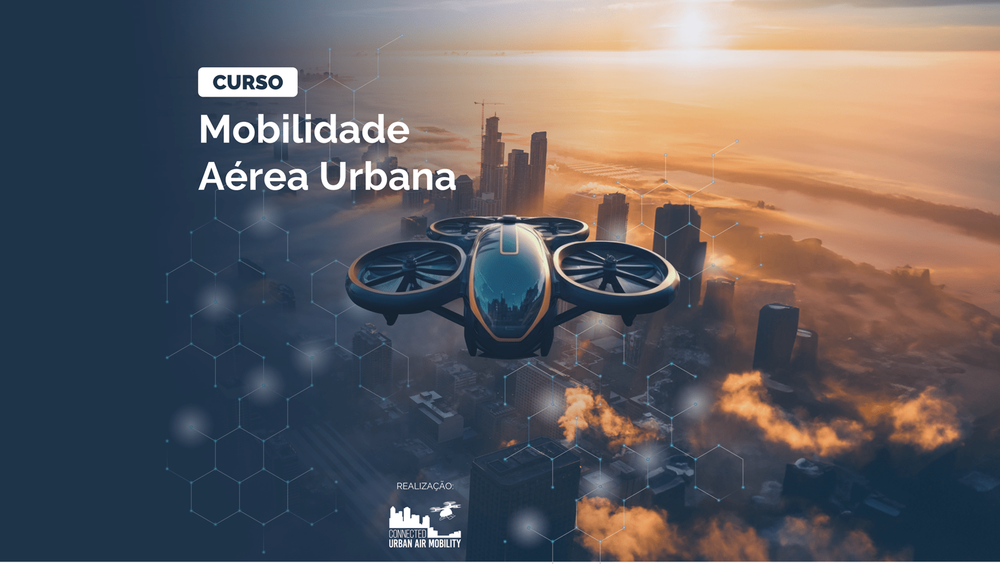 CURSO
Mobilidade
Aérea Urbana
REALIZAÇÃO:
CONNECTED
URBAN AIR MOBILITY